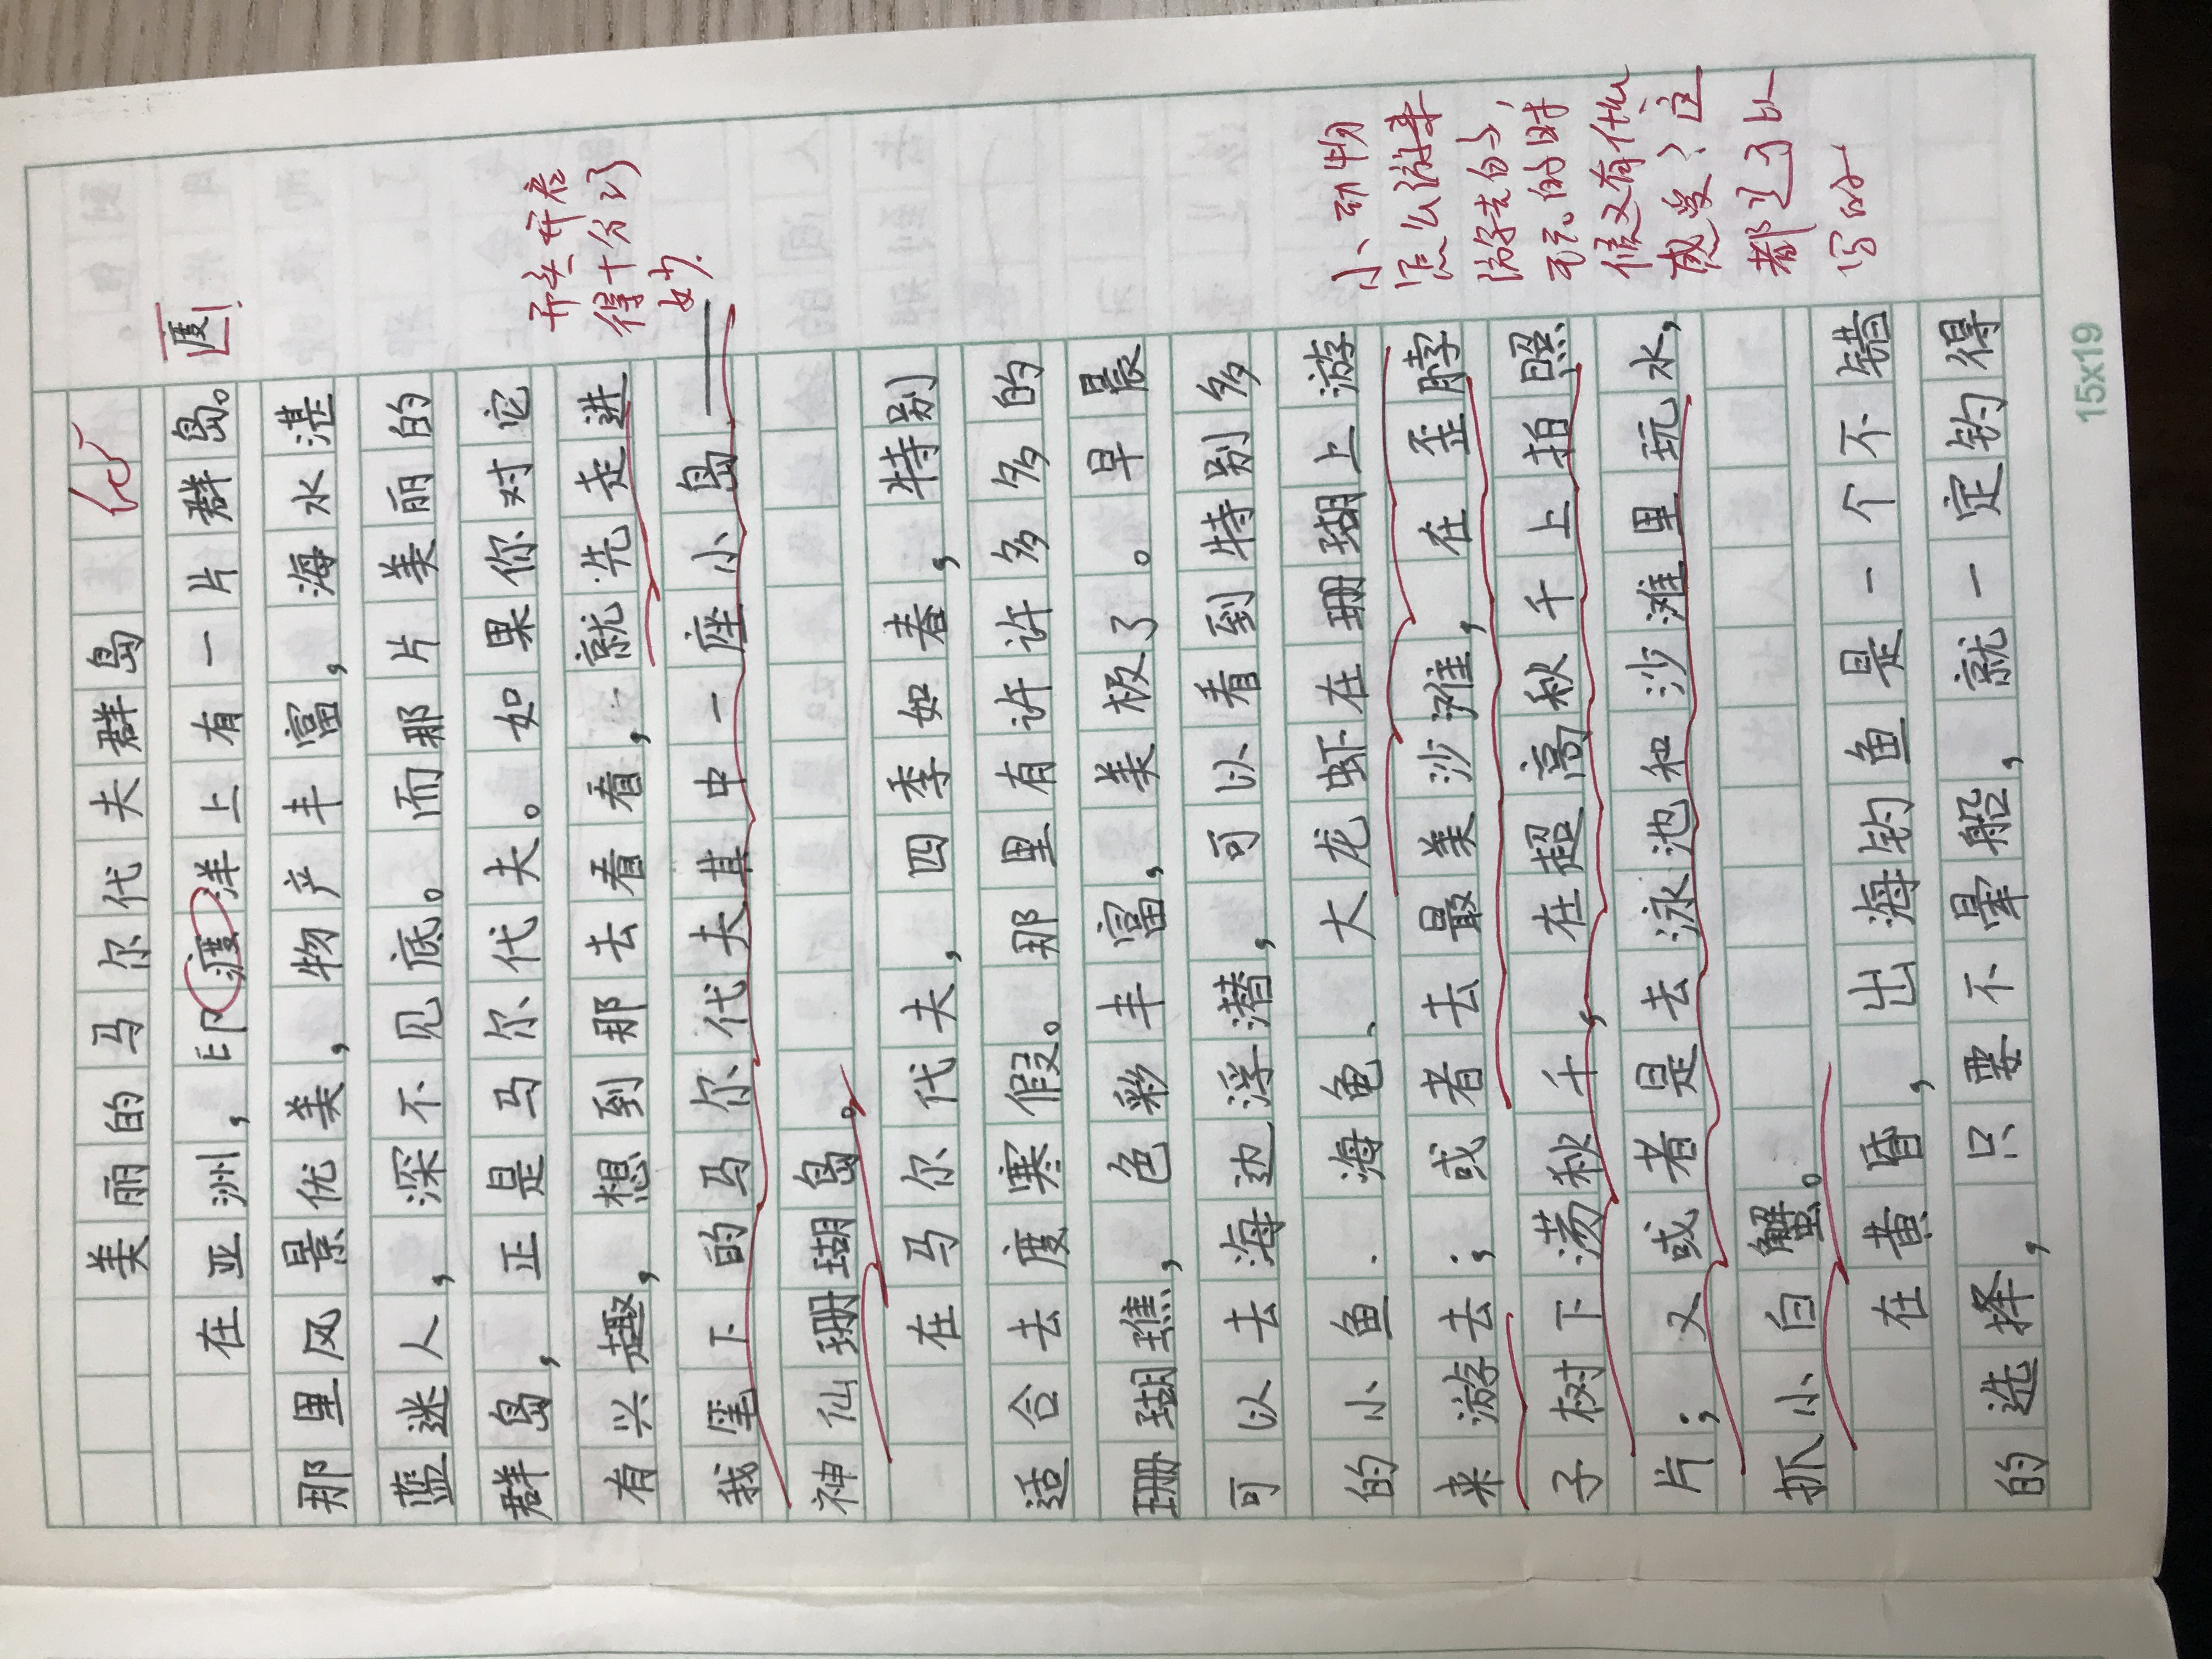 美丽的马尔代夫群岛
在亚洲，印渡洋上有一片群岛。
度！
那里风景优美，物产丰富，海水湛
蓝迷人，深不见底。而那片美丽的
群岛，正是马尔代夫。如果你对它
有兴趣，想到那去看看，就先走进
我笔下的马尔代夫其中一座小岛——
神仙珊瑚岛。
开头开启
得十分巧
妙.
在马尔代夫，四季如春，特别
适合去度寒假。那里有许许多多的
珊瑚瑰，色彩丰富，美极了。早晨
可以去海边浮潜，可以看到特别多
的小鱼、海龟、大龙虾在珊瑚上游
来游去；或者去最美沙滩，在歪脖
子树下荡秋千，在超高秋千上拍照
片；又或者是去泳池和沙滩里玩水，
抓小白蟹。
小动物
怎么游来
游去的，
玩的时
候又有什么
感受？这
都是可以
写的
在黄昏，出海钓鱼是一个不错
的选择，只要不晕船，就一定钓得
15x19